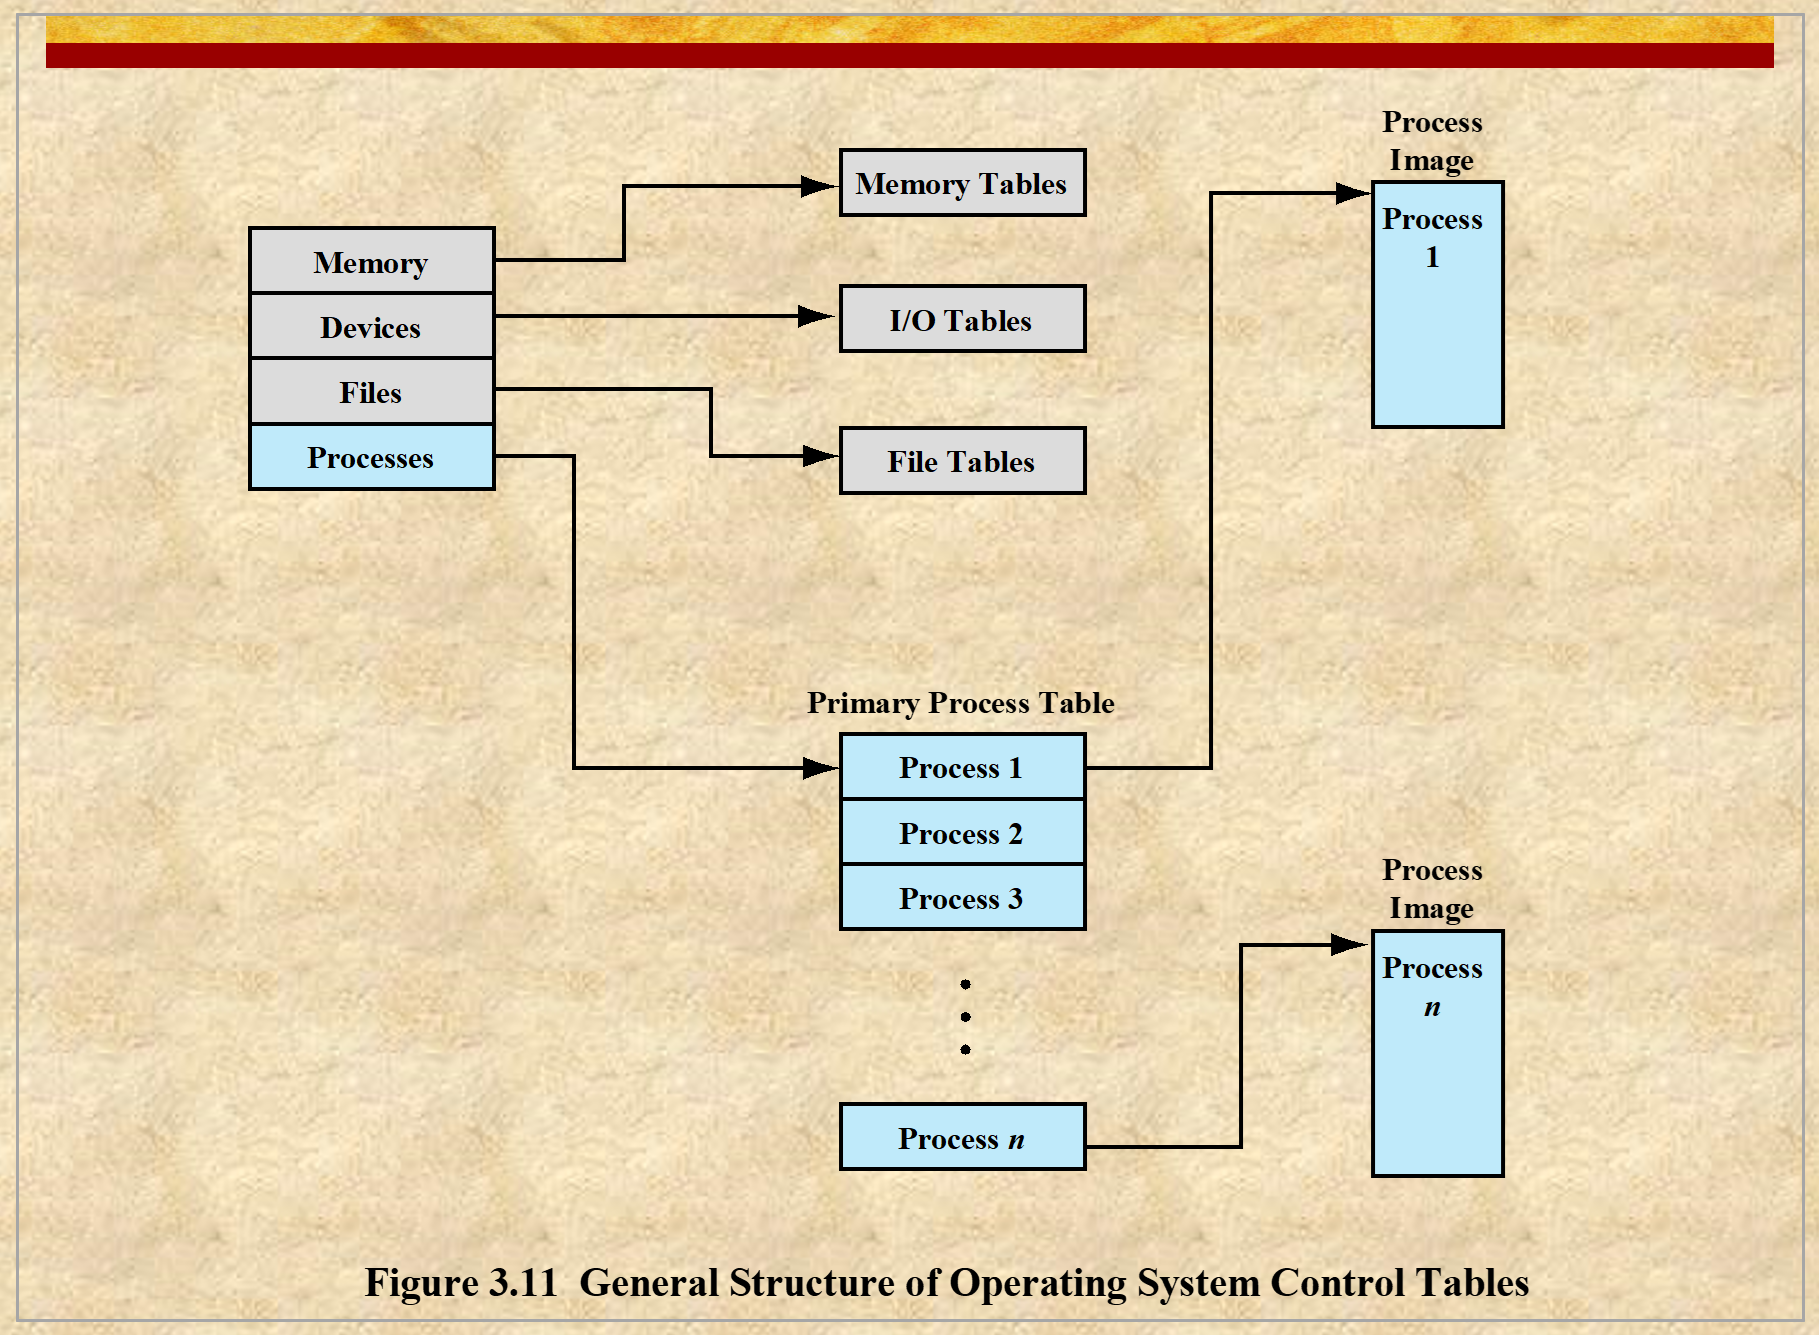 Memory
Devices
Files
Processes
Memory Tables
I/O Tables
File Tables
Primary Process Table
Process 1
Process 2
Process 3
Process n
Process
Image
Process
1
Process
Image
Process
n
Figure 3.11 General Structure of Operating System Control Tables